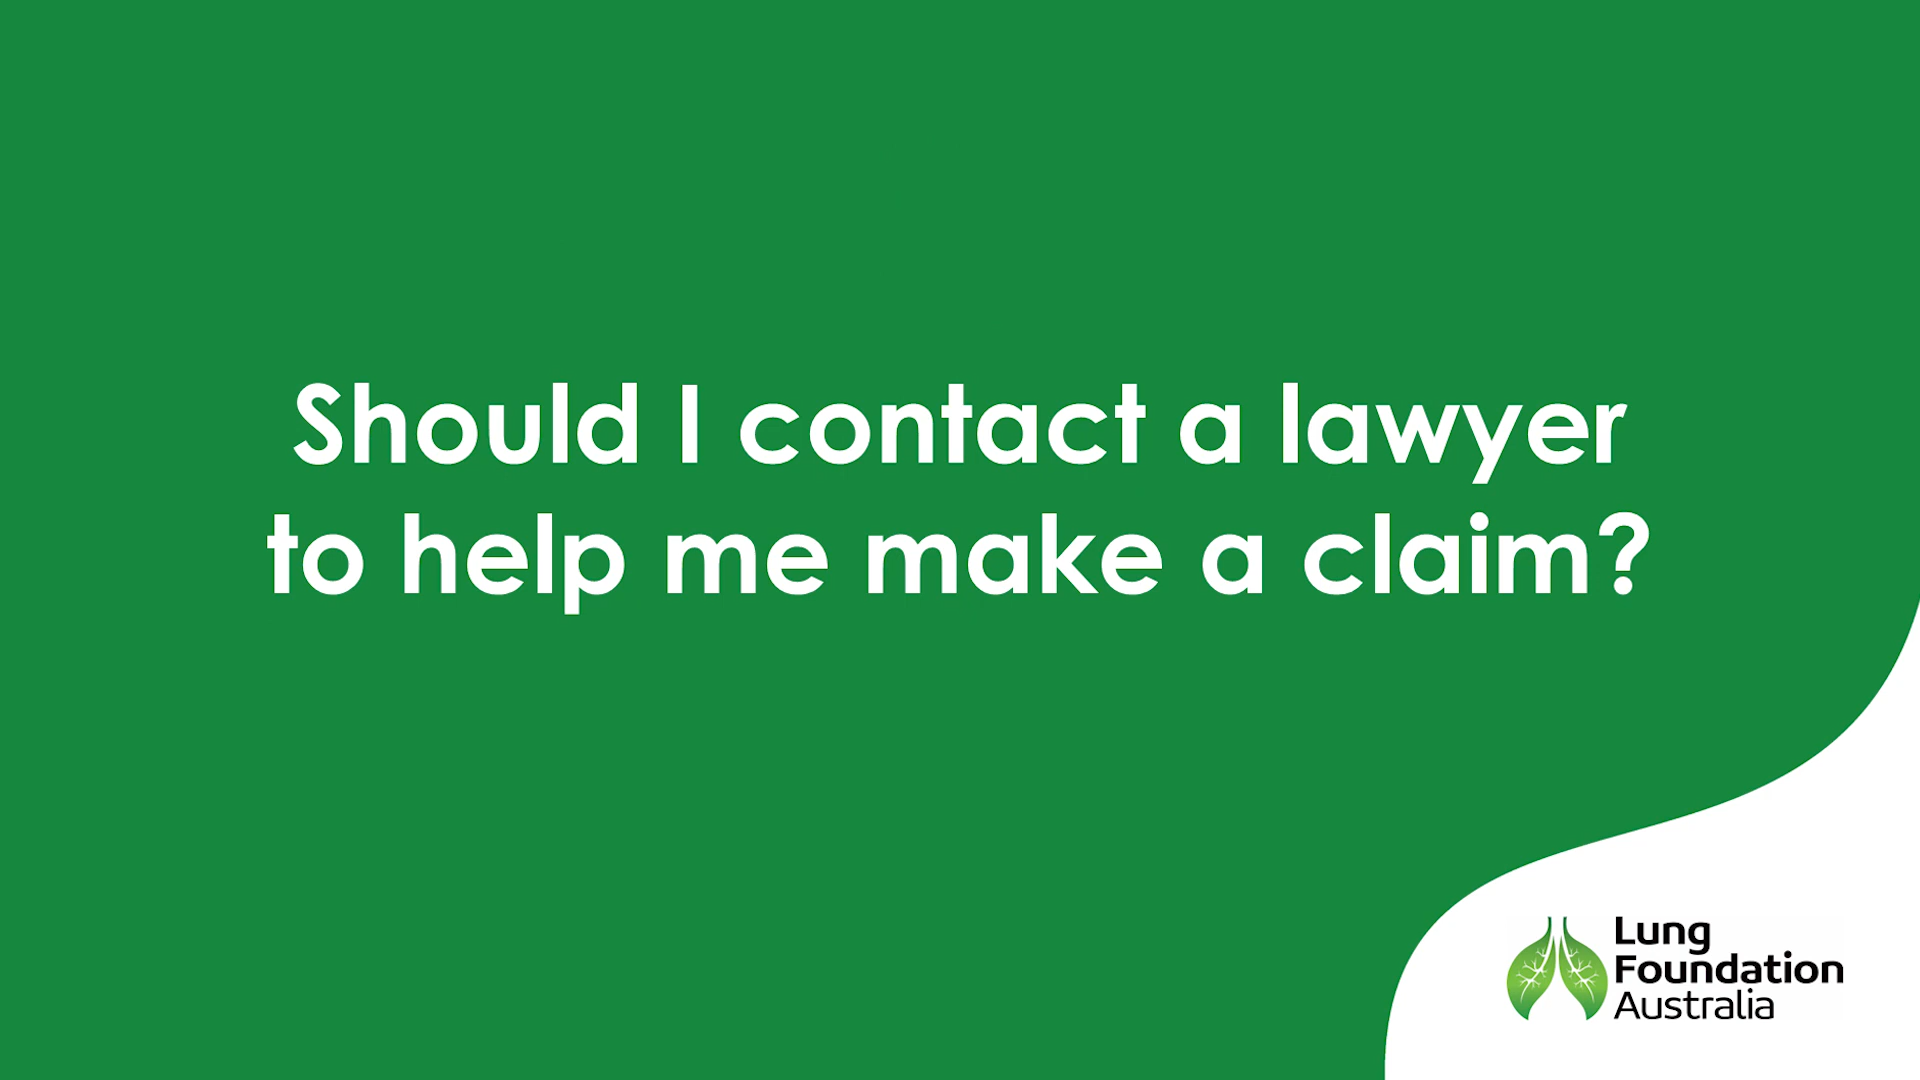 Should I contact a lawyer
to help me make a claim?
Lung
Foundation
Australia